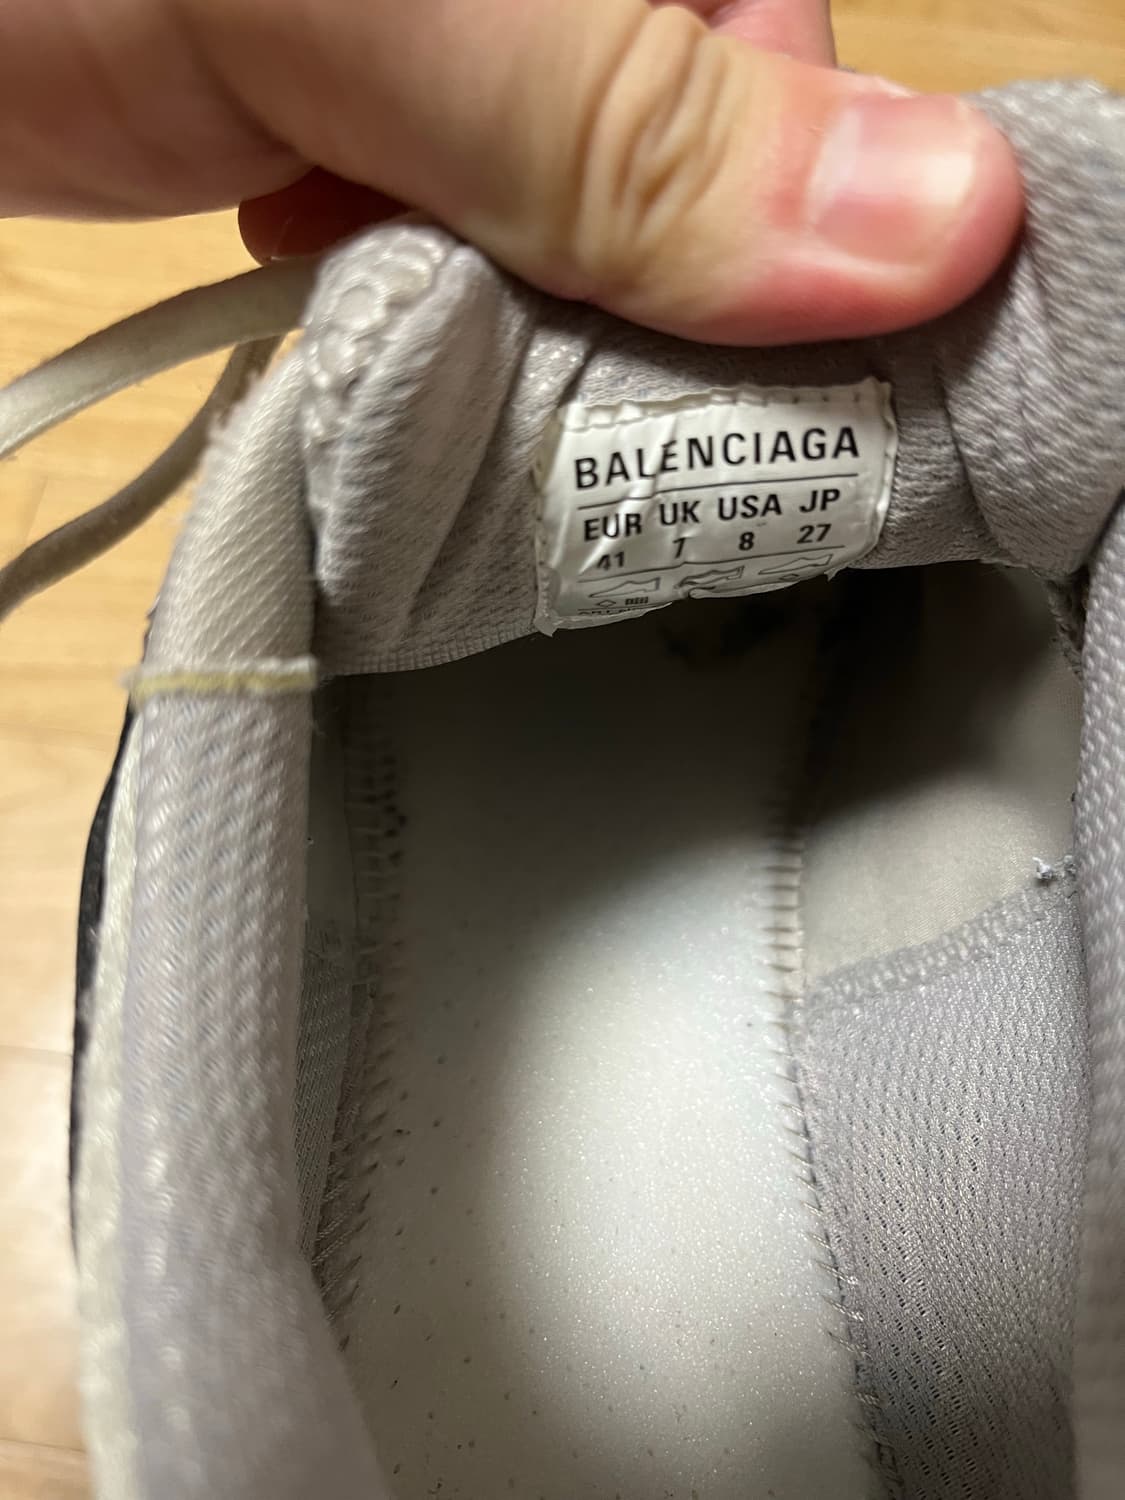 BALENCIAGA
EUR UK USA JP
41 7 8 27